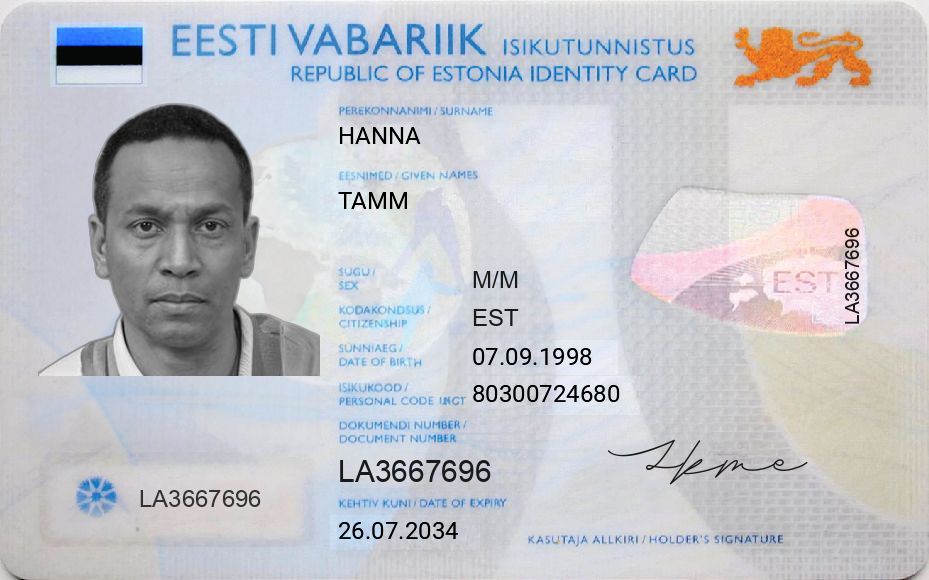 EESTI VABARIIK ISIKUTUNNISTUS
REPUBLIC OF ESTONIA IDENTITY CARD
PEREKONNANIMI / SURNAME
HANNA
EESNIMED / GIVEN NAMES
TAMM
SUGU /
SEX
M/M
KODAKONDSUS /
CITIZENSHIP
EST
SÜNNIAEG /
DATE OF BIRTH
07.09.1998
ISIKUKOOD /
PERSONAL CODE
80300724680
DOKUMENDI NUMBER /
DOCUMENT NUMBER
LA3667696
KEHTIV KUNI / DATE OF EXPIRY
26.07.2034
LA3667696
EST
LA3667696
KASUTAJA ALLKIRI / HOLDER'S SIGNATURE